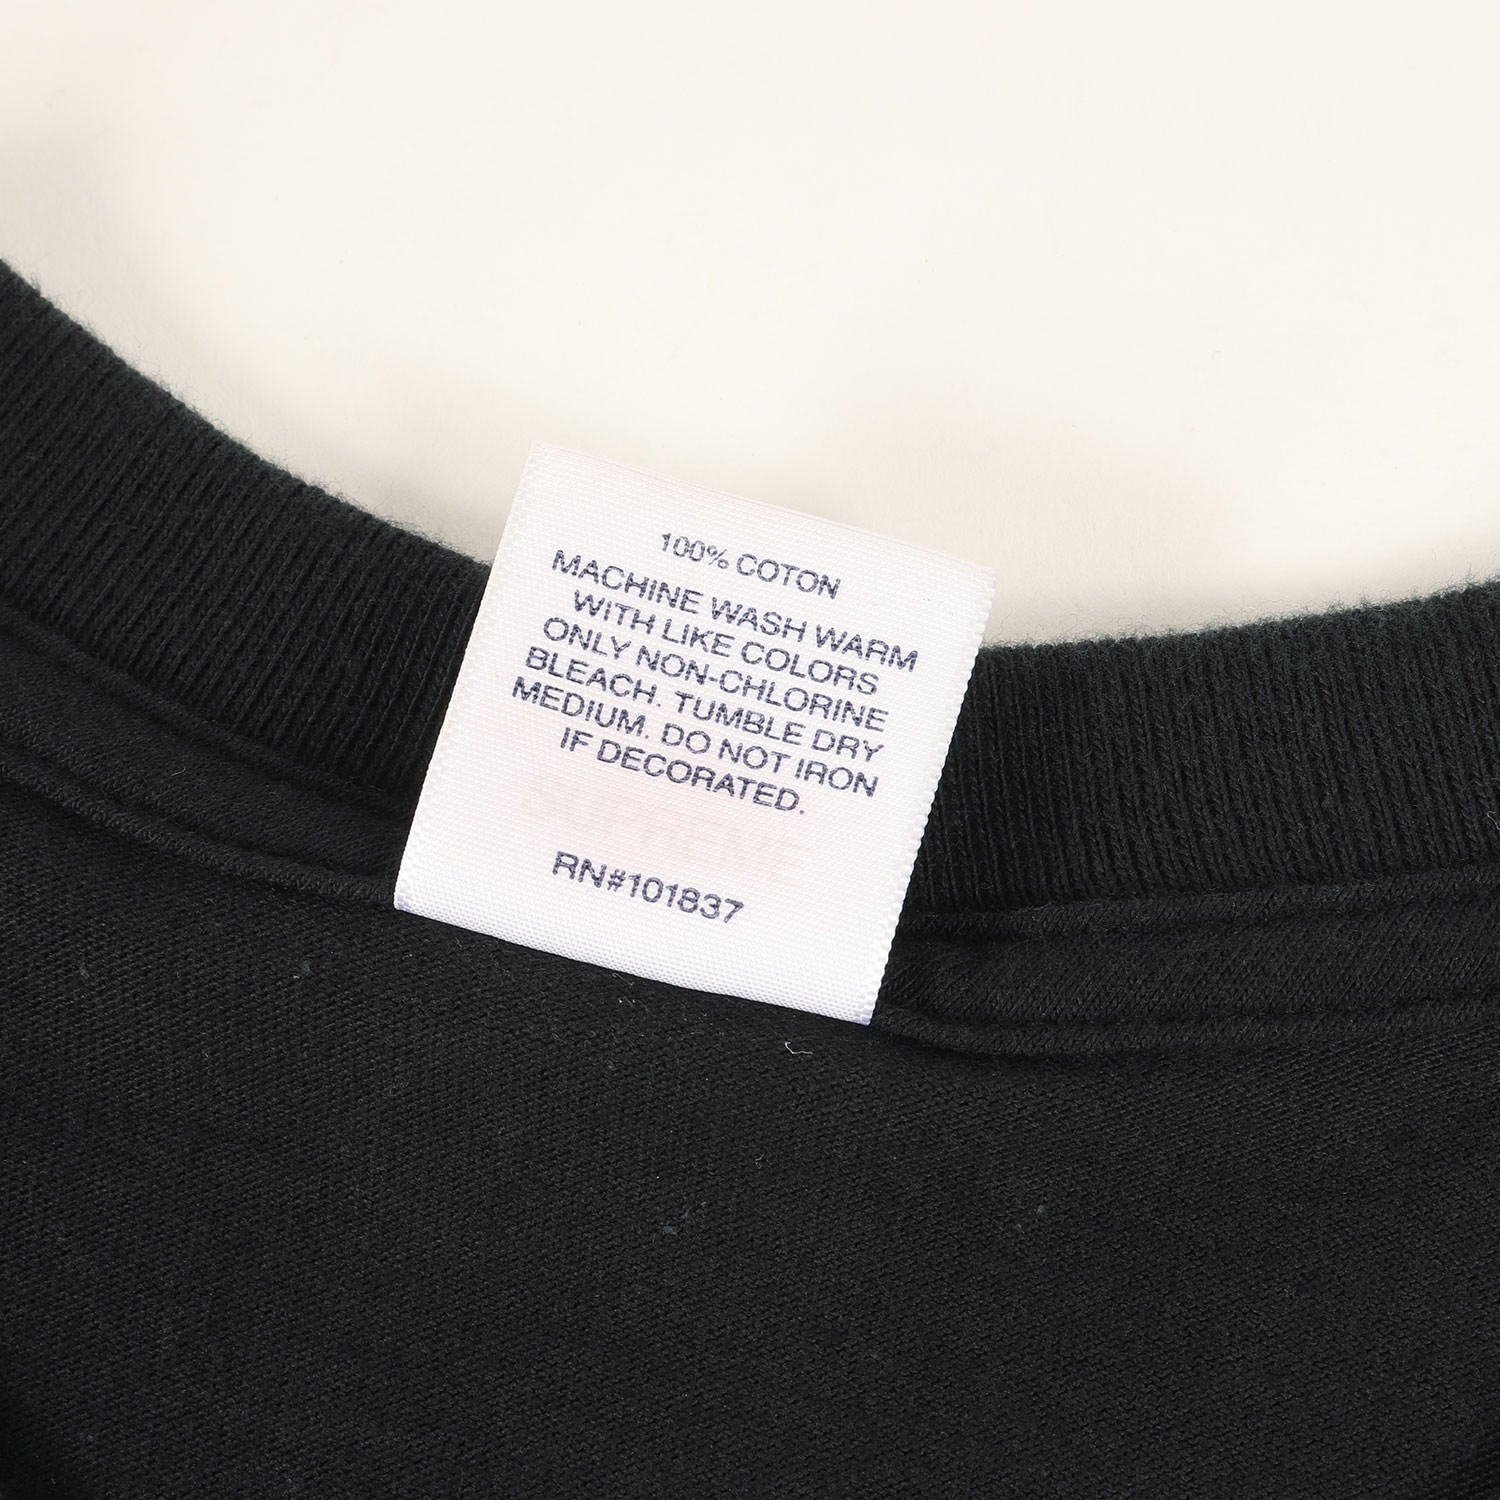 100% COTON
MACHINE WASH WARM
WITH LIKE COLORS
ONLY NON-CHLORINE
BLEACH. TUMBLE DRY
MEDIUM. DO NOT IRON
IF DECORATED.
RN#101837